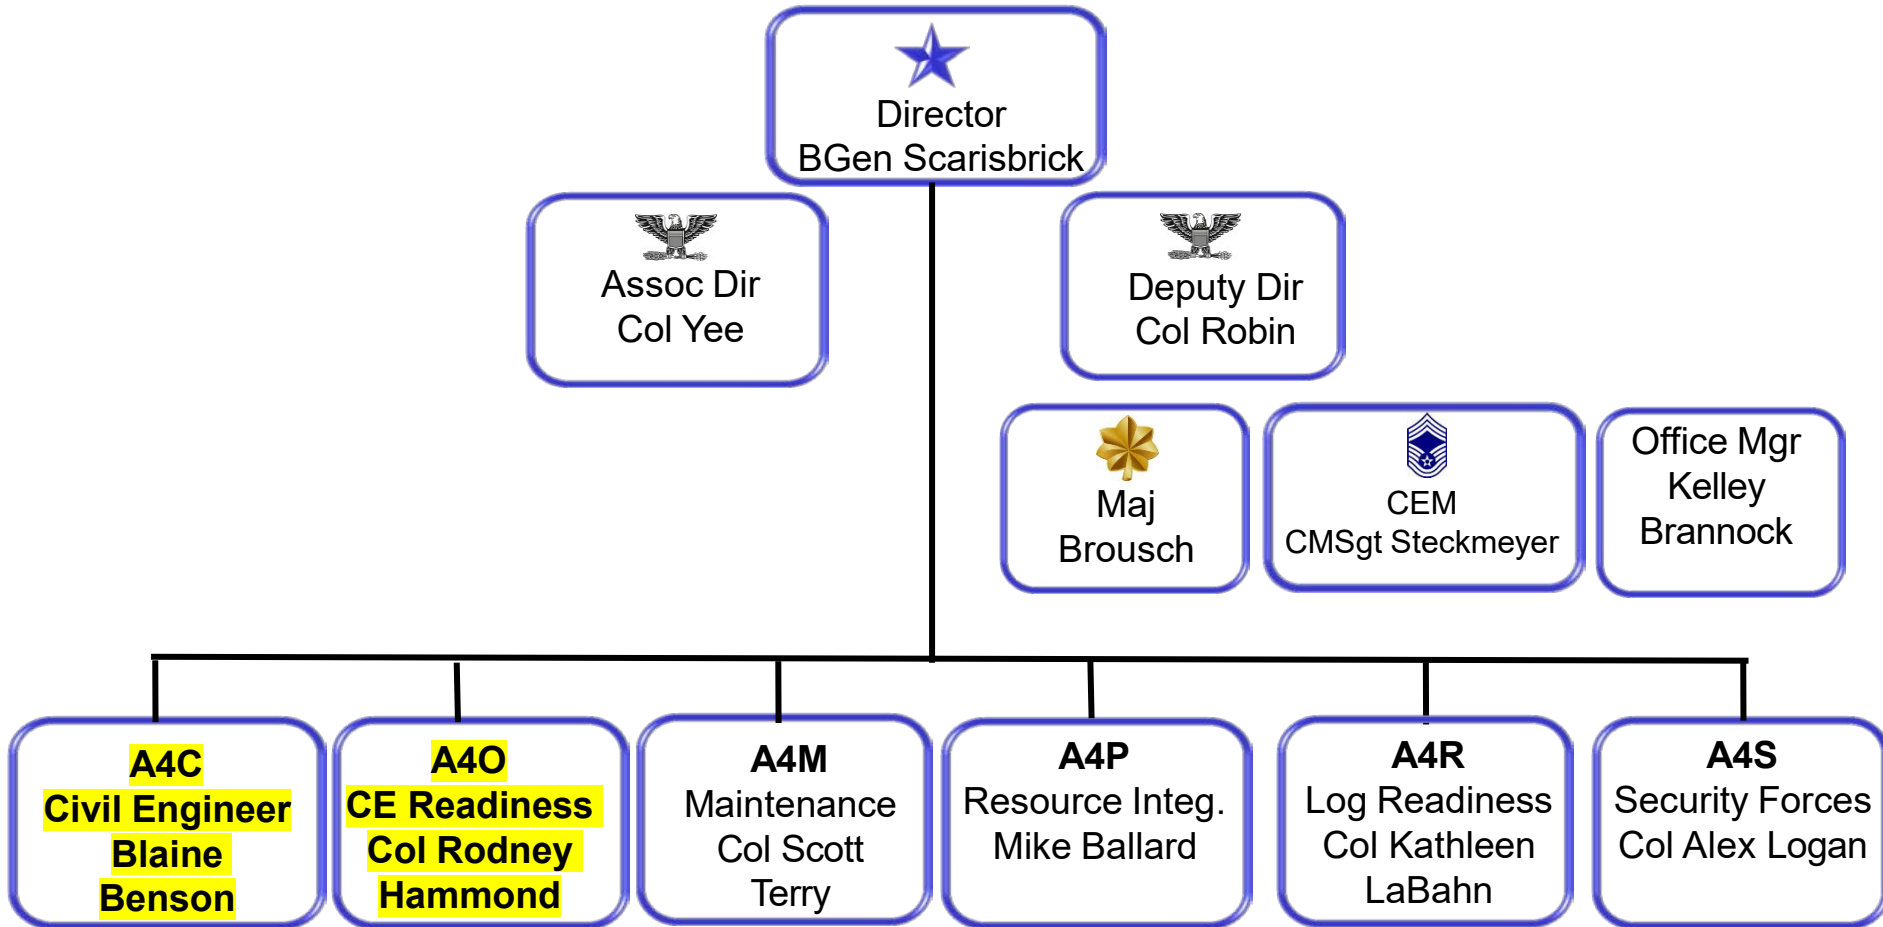 Director
BGen Scarisbrick
Assoc Dir
Col Yee
Deputy Dir
Col Robin
Maj
Brousch
CEM
CMSgt Steckmeyer
Office Mgr
Kelley
Brannock
A4C
Civil Engineer
Blaine
Benson
A4O
CE Readiness
Col Rodney
Hammond
A4M
Maintenance
Col Scott
Terry
A4P
Resource Integ.
Mike Ballard
A4R
Log Readiness
Col Kathleen
LaBahn
A4S
Security Forces
Col Alex Logan